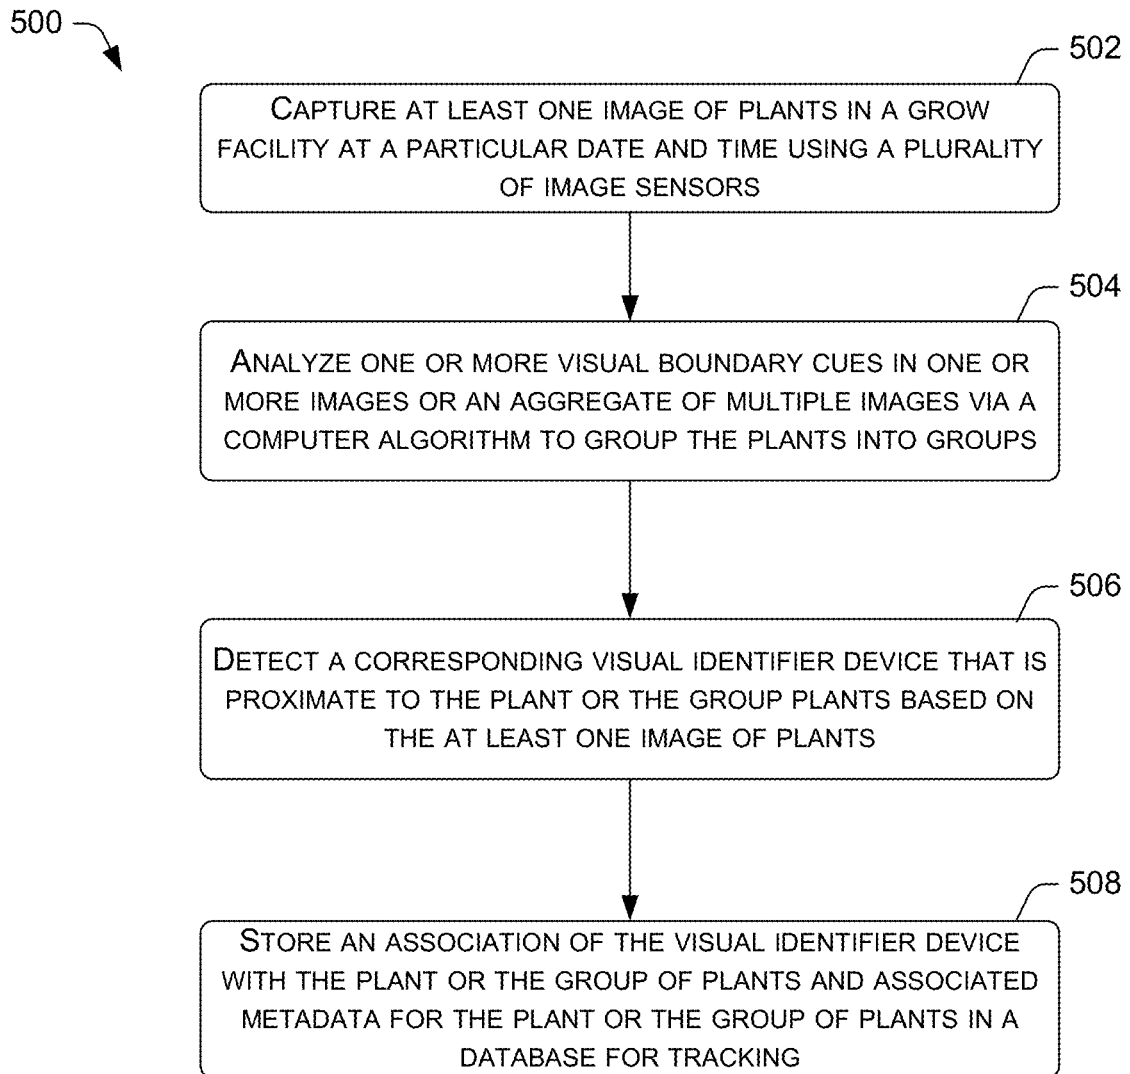 500
502
CAPTURE AT LEAST ONE IMAGE OF PLANTS IN A GROW
FACILITY AT A PARTICULAR DATE AND TIME USING A PLURALITY
OF IMAGE SENSORS
504
ANALYZE ONE OR MORE VISUAL BOUNDARY CUES IN ONE OR
MORE IMAGES OR AN AGGREGATE OF MULTIPLE IMAGES VIA A
COMPUTER ALGORITHM TO GROUP THE PLANTS INTO GROUPS
506
DETECT A CORRESPONDING VISUAL IDENTIFIER DEVICE THAT IS
PROXIMATE TO THE PLANT OR THE GROUP PLANTS BASED ON
THE AT LEAST ONE IMAGE OF PLANTS
508
STORE AN ASSOCIATION OF THE VISUAL IDENTIFIER DEVICE
WITH THE PLANT OR THE GROUP OF PLANTS AND ASSOCIATED
METADATA FOR THE PLANT OR THE GROUP OF PLANTS IN A
DATABASE FOR TRACKING